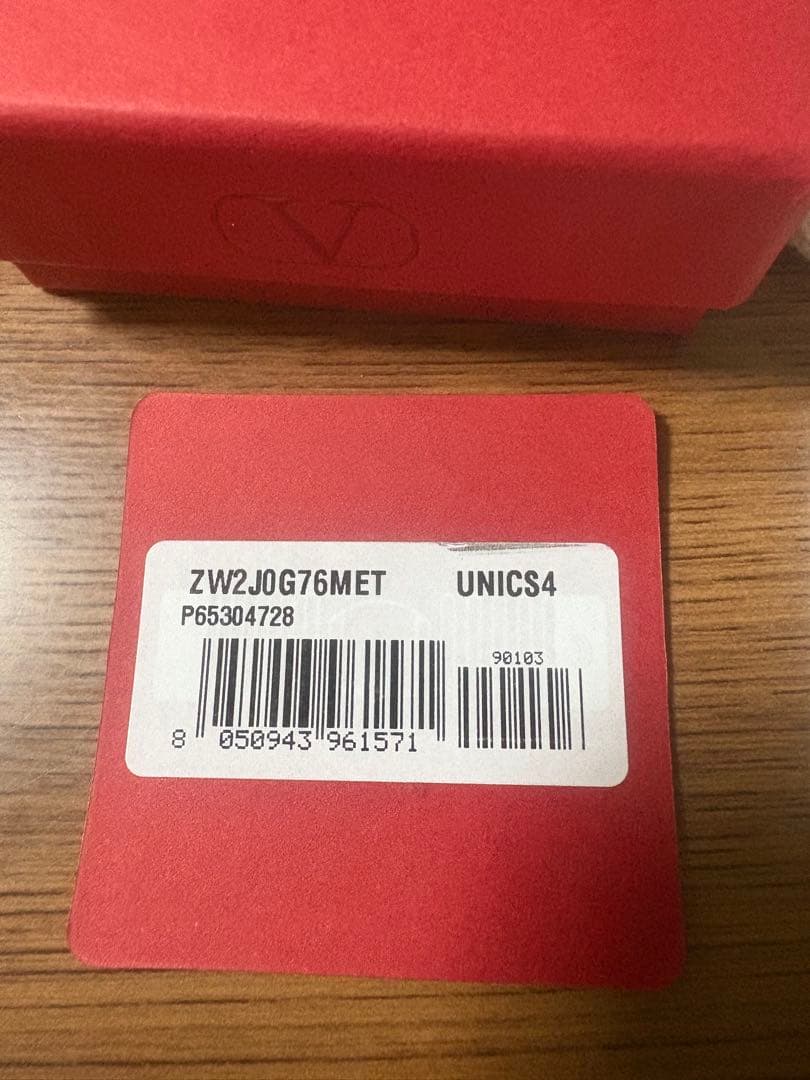 V
ZW2J0G76MET UNICS4
P65304728
90103
8 050943 961571